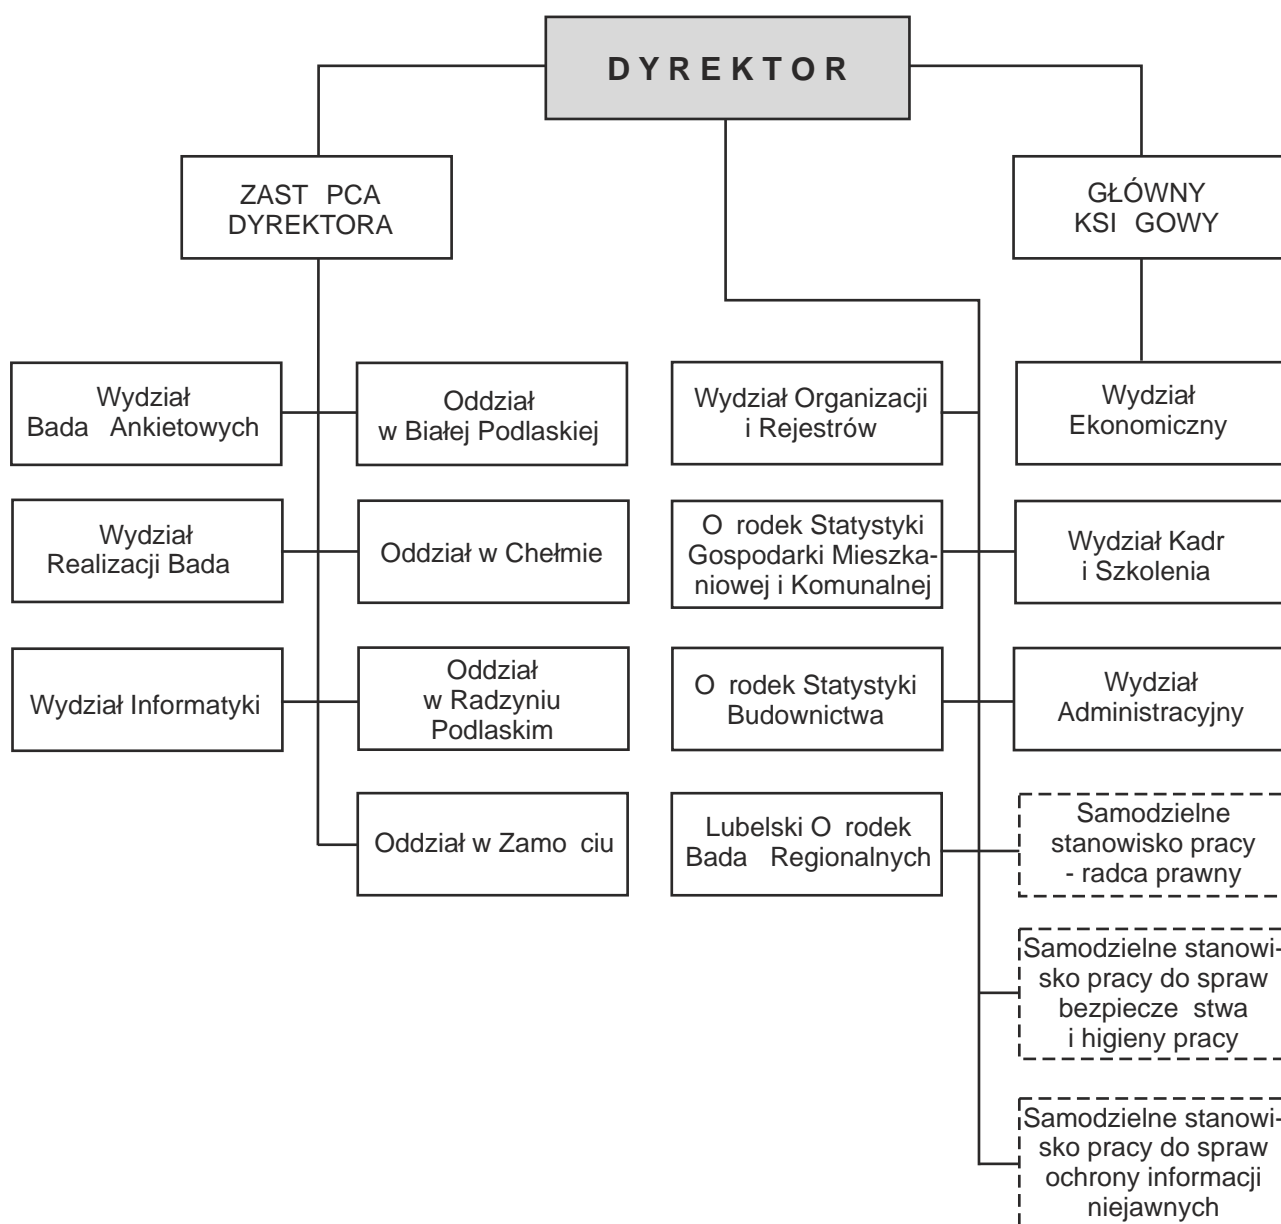 DYREKTOR
ZAST PCA
DYREKTORA
GŁÓWNY
KSI GOWY
Wydział
Bada Ankietowych
Oddział
w Białej Podlaskiej
Wydział Organizacji
i Rejestrów
Wydział
Ekonomiczny
Wydział
Realizacji Bada
Oddział w Chełmie
O rodek Statystyki
Gospodarki Mieszka-
niowej i Komunalnej
Wydział Kadr
i Szkolenia
Wydział Informatyki
Oddział
w Radzyniu
Podlaskim
O rodek Statystyki
Budownictwa
Wydział
Administracyjny
Oddział w Zamo ciu
Lubelski O rodek
Bada Regionalnych
Samodzielne
stanowisko pracy
- radca prawny
Samodzielne stanowi-
sko pracy do spraw
bezpiecze stwa
i higieny pracy
Samodzielne stanowi-
sko pracy do spraw
ochrony informacji
niejawnych